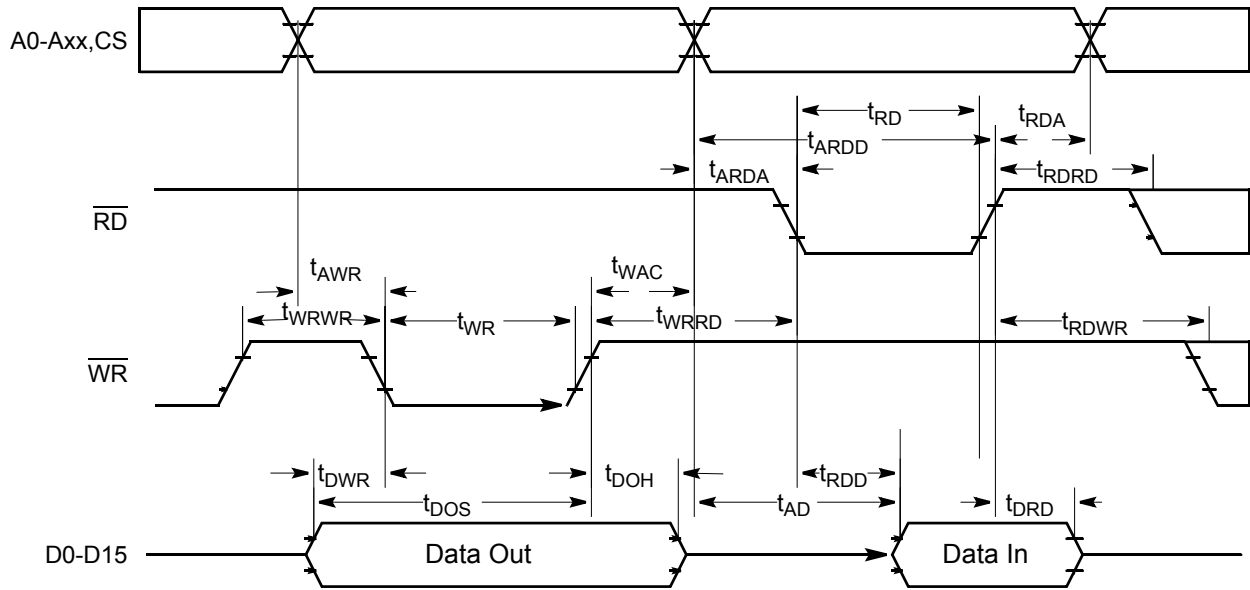 A0-Axx,CS
tRD
tRDA
tARDD
tARDA
tRDRD
RD
tAWR
tWAC
tWRWR
tWR
tWRRD
tRDWR
WR
tDWR
tDOH
tRDD
tDOS
tAD
tDRD
D0-D15
Data Out
Data In